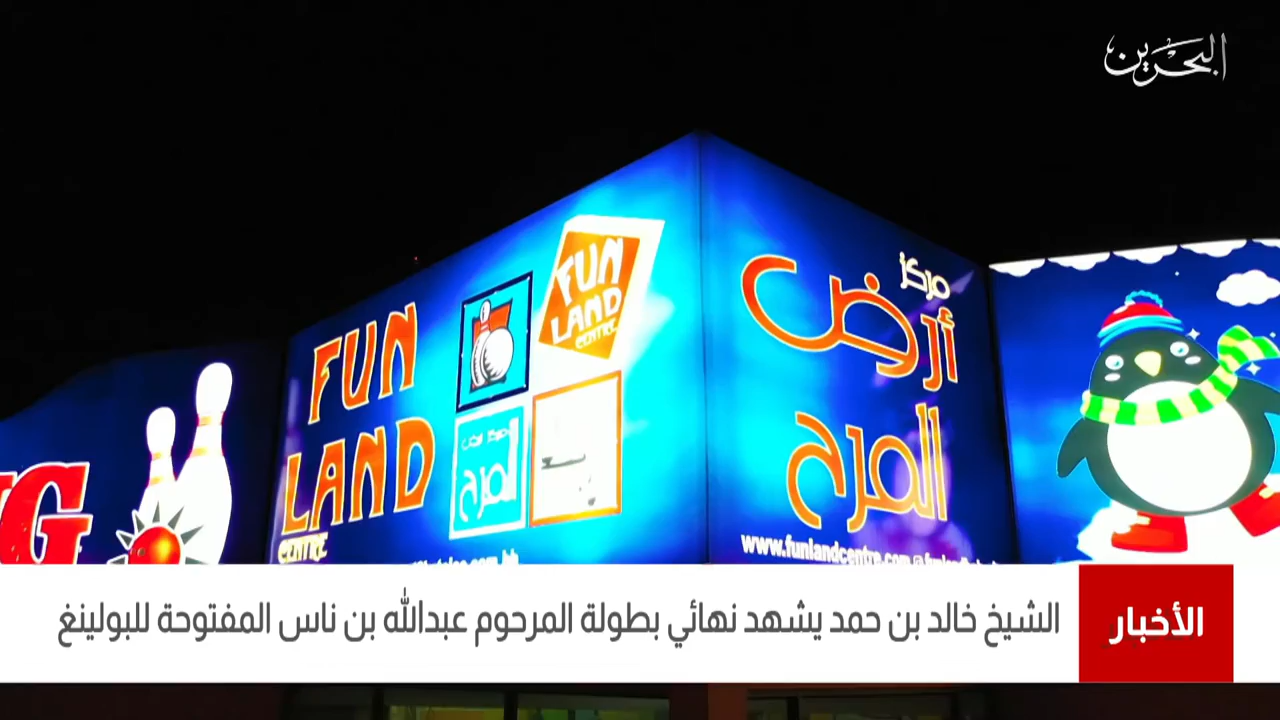 البحرين
FUN
LAND
CENTRE
FUN
LAND
CENTRE
المرح
مركز
أرض
المرح
www.funlandcentre.com
الأخبار
الشيخ خالد بن حمد يشهد نهائي بطولة المرحوم عبدالله بن ناس المفتوحة للبولينغ